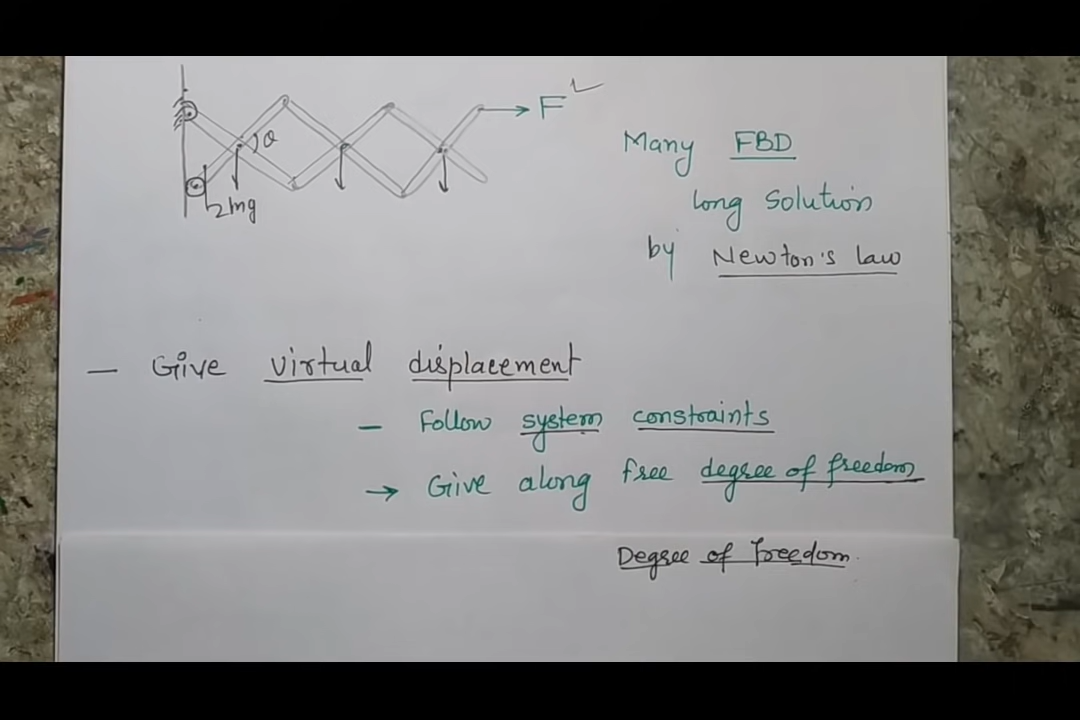 F
θ
2mg
Many FBD
long solution
by Newton's law
– Give virtual displacement
– Follow system constraints
→ Give along free degree of freedom
Degree of freedom